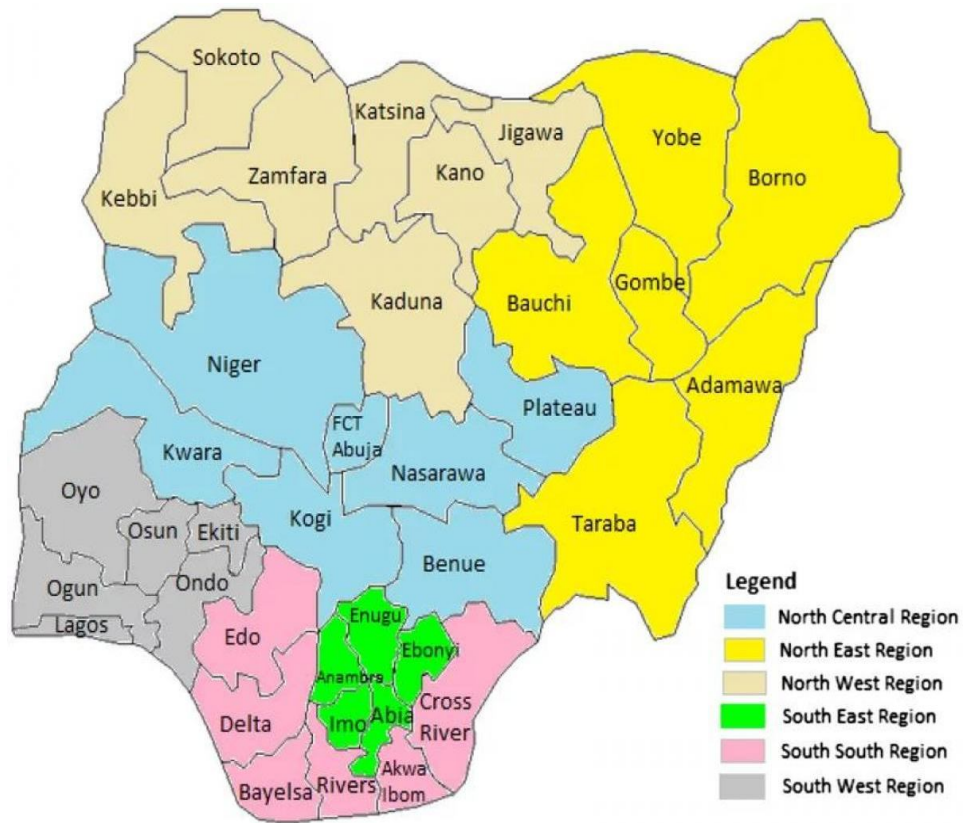 Sokoto
Katsina
Jigawa
Yobe
Borno
Kano
Zamfara
Kebbi
Gombe
Kaduna
Bauchi
Niger
Adamawa
Plateau
FCT
Abuja
Kwara
Nasarawa
Oyo
Kogi
Taraba
Osun
Ekiti
Benue
Ogun
Ondo
Lagos
Edo
Enugu
Ebonyi
Anambra
Delta
Imo
Abia
Cross
River
Bayelsa
Rivers
Akwa
Ibom
Legend
North Central Region
North East Region
North West Region
South East Region
South South Region
South West Region